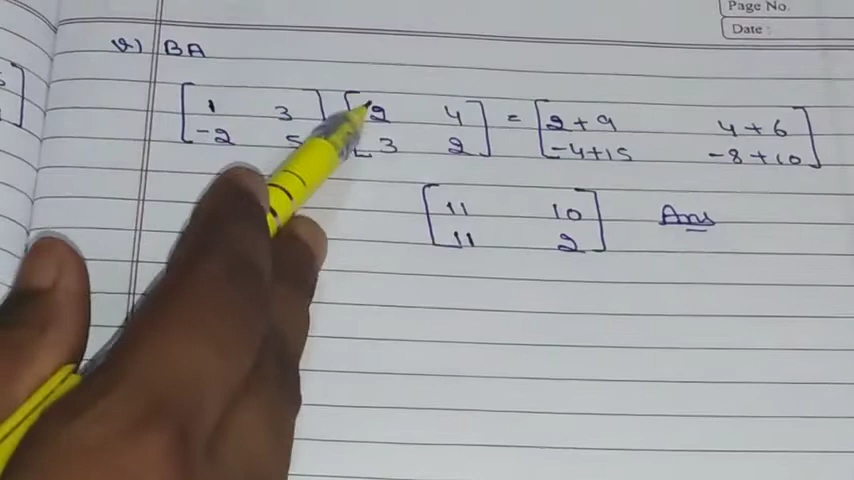 Page No.
Date :
v) BA
[ 1 3 ] [ 2 4 ] = [ 2+9 4+6 ]
[ -2 5 ] [ 3 2 ] [ -4+15 -8+10 ]
[ 11 10 ] Ans
[ 11 2 ]